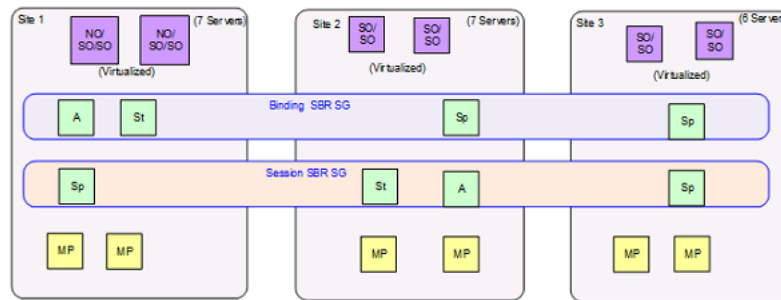 Site 1
NO/
SO/SO
NO/
SO/SO
(7 Servers)
(Virtualized)
Site 2
SO/
SO
SO/
SO
(7 Servers)
(Virtualized)
Site 3
SO/
SO
SO/
SO
(6 Servers)
(Virtualized)
Binding SBR SG
A
St
Sp
Sp
Session SBR SG
Sp
St
A
Sp
MP
MP
MP
MP
MP
MP